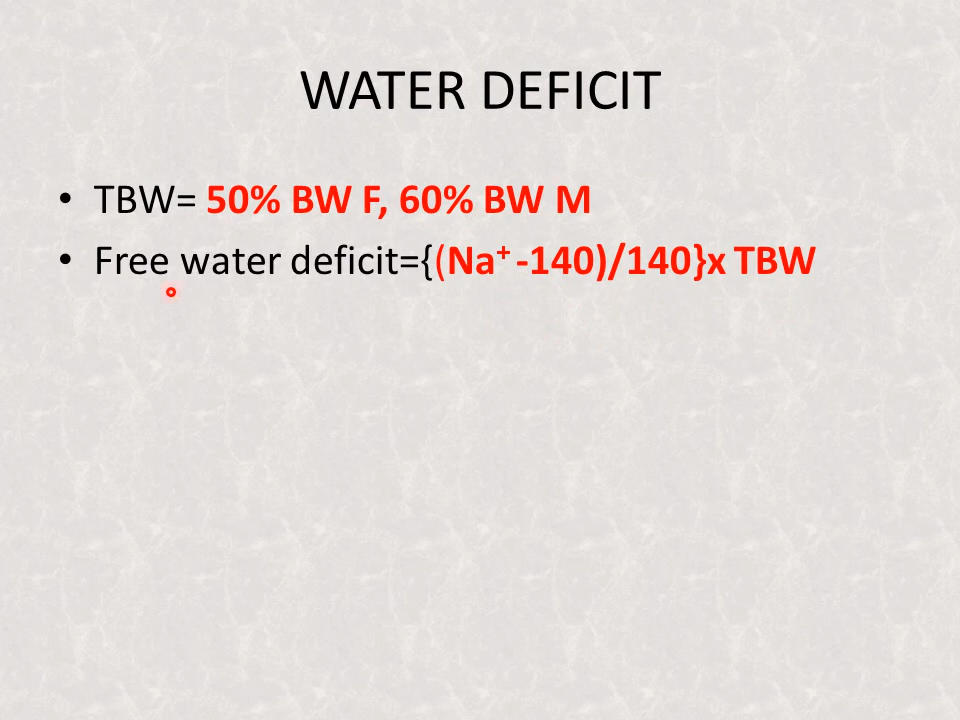 WATER DEFICIT
• TBW= 50% BW F, 60% BW M
• Free water deficit={(Na⁺ -140)/140}x TBW